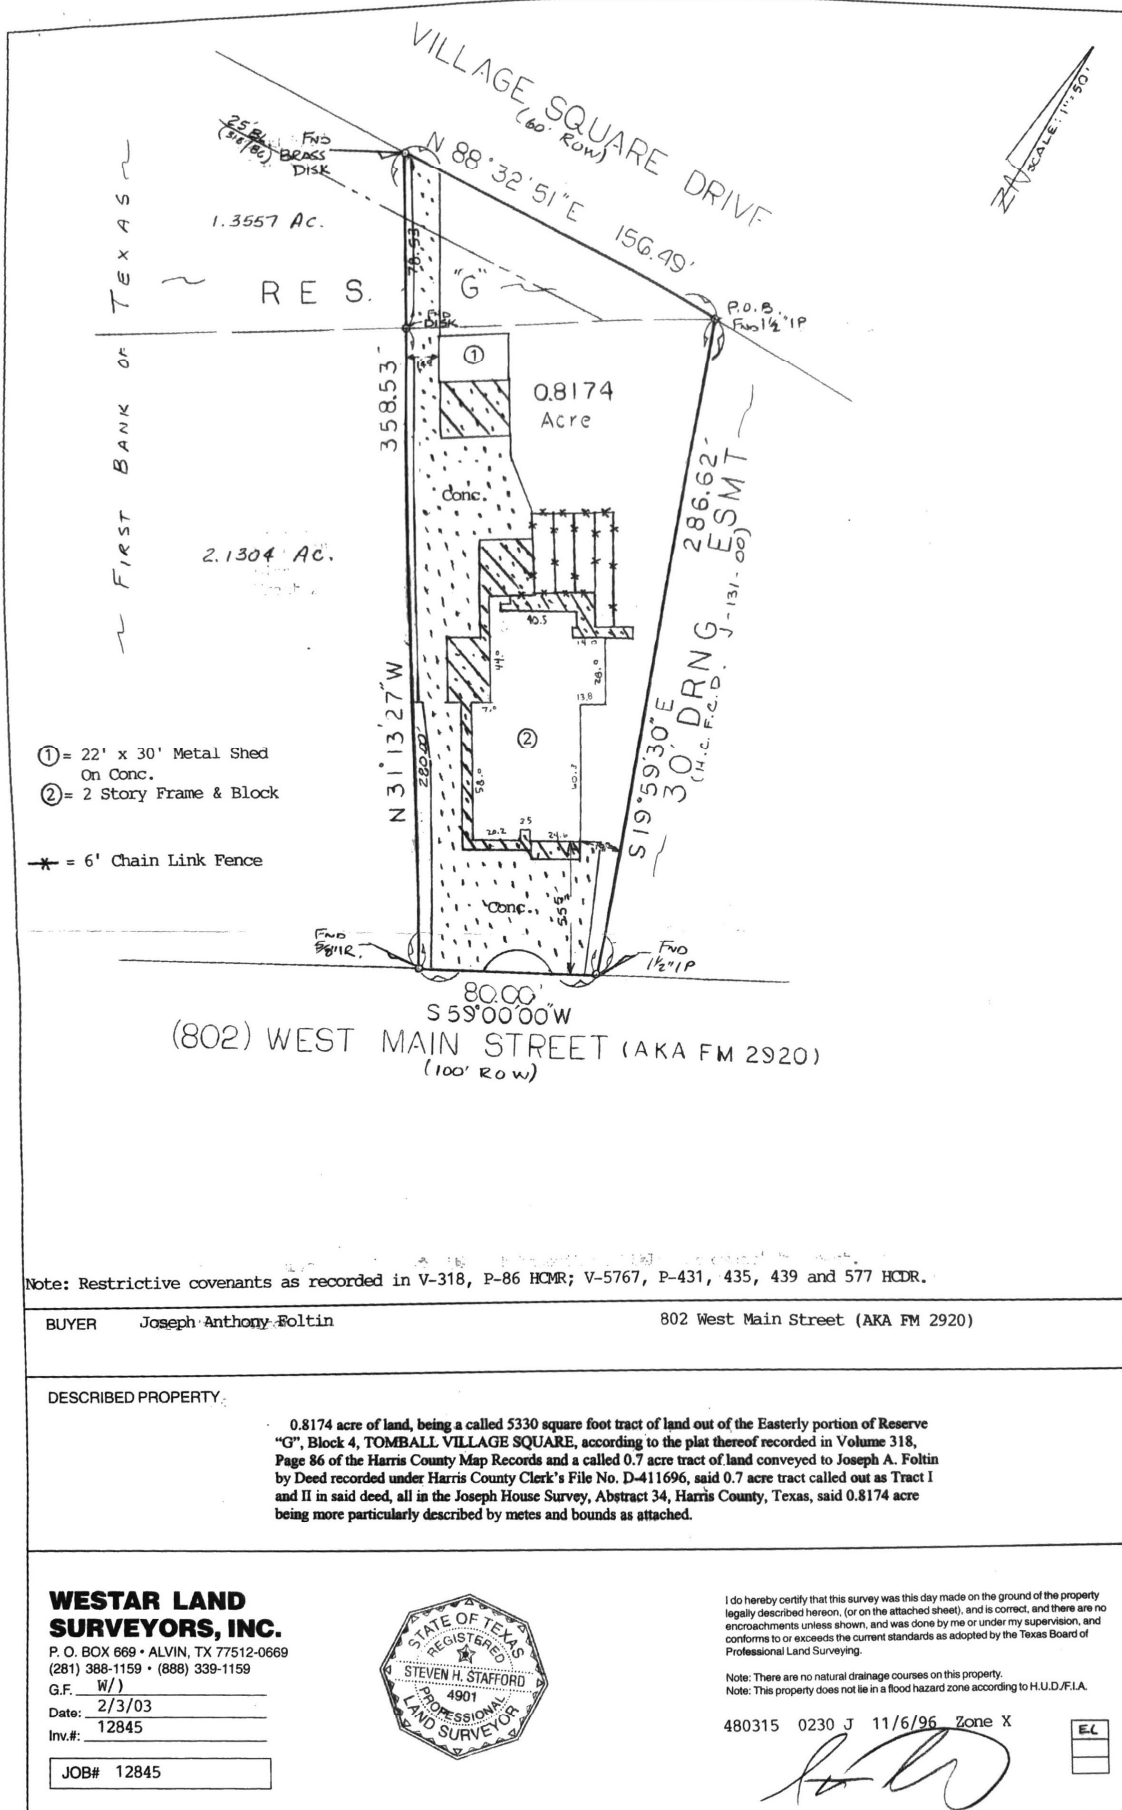 VILLAGE SQUARE DRIVE
(60' ROW)
N 88°32'51"E 156.49'
SCALE: 1"=50'
25' BL
(318/86)
FND
BRASS
DISK
1.3557 AC.
RES. "G"
78.53'
FND
DISK
P.O.B.
FND 1½" IP
~ FIRST BANK OF TEXAS ~
358.53'
N 31°13'27"W
280.00'
①
0.8174
Acre
Conc.
2.1304 AC.
286.62'
S 19°59'30"E
30' DRNG ESMT
(H.C.F.C.D. J-131-00)
40.5
14.0
44.0
28.0
13.8
7.0
②
58.0
60.3
20.2
25
24.6
Conc.
55.5'
① = 22' x 30' Metal Shed
On Conc.
② = 2 Story Frame & Block
= 6' Chain Link Fence
FND
5/8" IR.
FND
1½" IP
80.00'
S 59°00'00"W
(802) WEST MAIN STREET (AKA FM 2920)
(100' ROW)
Note: Restrictive covenants as recorded in V-318, P-86 HCMR; V-5767, P-431, 435, 439 and 577 HCDR.
BUYER Joseph Anthony Foltin 802 West Main Street (AKA FM 2920)
DESCRIBED PROPERTY:
0.8174 acre of land, being a called 5330 square foot tract of land out of the Easterly portion of Reserve
"G", Block 4, TOMBALL VILLAGE SQUARE, according to the plat thereof recorded in Volume 318,
Page 86 of the Harris County Map Records and a called 0.7 acre tract of land conveyed to Joseph A. Foltin
by Deed recorded under Harris County Clerk's File No. D-411696, said 0.7 acre tract called out as Tract I
and II in said deed, all in the Joseph House Survey, Abstract 34, Harris County, Texas, said 0.8174 acre
being more particularly described by metes and bounds as attached.
WESTAR LAND
SURVEYORS, INC.
P. O. BOX 669 • ALVIN, TX 77512-0669
(281) 388-1159 • (888) 339-1159
G.F. W/)
Date: 2/3/03
Inv.#: 12845
JOB# 12845
STATE OF TEXAS
REGISTERED
STEVEN H. STAFFORD
4901
PROFESSIONAL
LAND SURVEYOR
I do hereby certify that this survey was this day made on the ground of the property
legally described hereon, (or on the attached sheet), and is correct, and there are no
encroachments unless shown, and was done by me or under my supervision, and
conforms to or exceeds the current standards as adopted by the Texas Board of
Professional Land Surveying.
Note: There are no natural drainage courses on this property.
Note: This property does not lie in a flood hazard zone according to H.U.D./F.I.A.
480315 0230 J 11/6/96 Zone X
EL